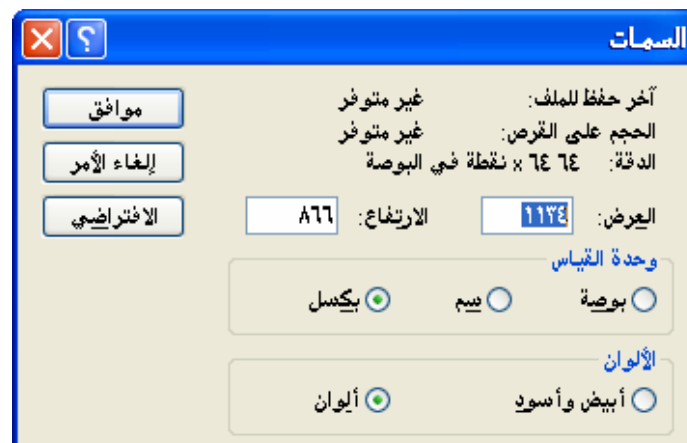 السمات
آخر حفظ للملف: غير متوفر
الحجم على القرص: غير متوفر
الدقة: ٦٤ x ٦٤ نقطة في البوصة
العرض: ١١٣٤ الارتفاع: ٨٦٦
وحدة القياس
بوصة سم بكسل
الألوان
أبيض وأسود ألوان
موافق
إلغاء الأمر
الافتراضي